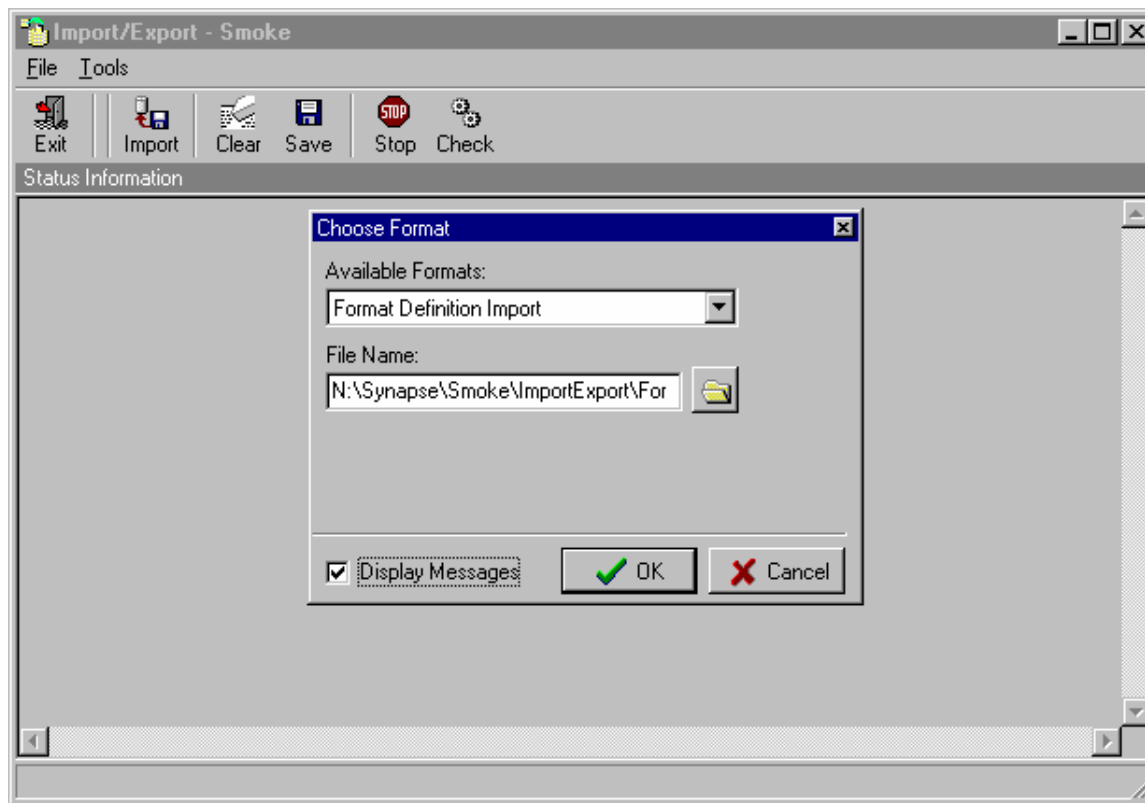 Import/Export - Smoke
File Tools
Exit Import Clear Save STOP Stop Check
Status Information
Choose Format
Available Formats:
Format Definition Import
File Name:
N:\Synapse\Smoke\ImportExport\For
Display Messages OK Cancel